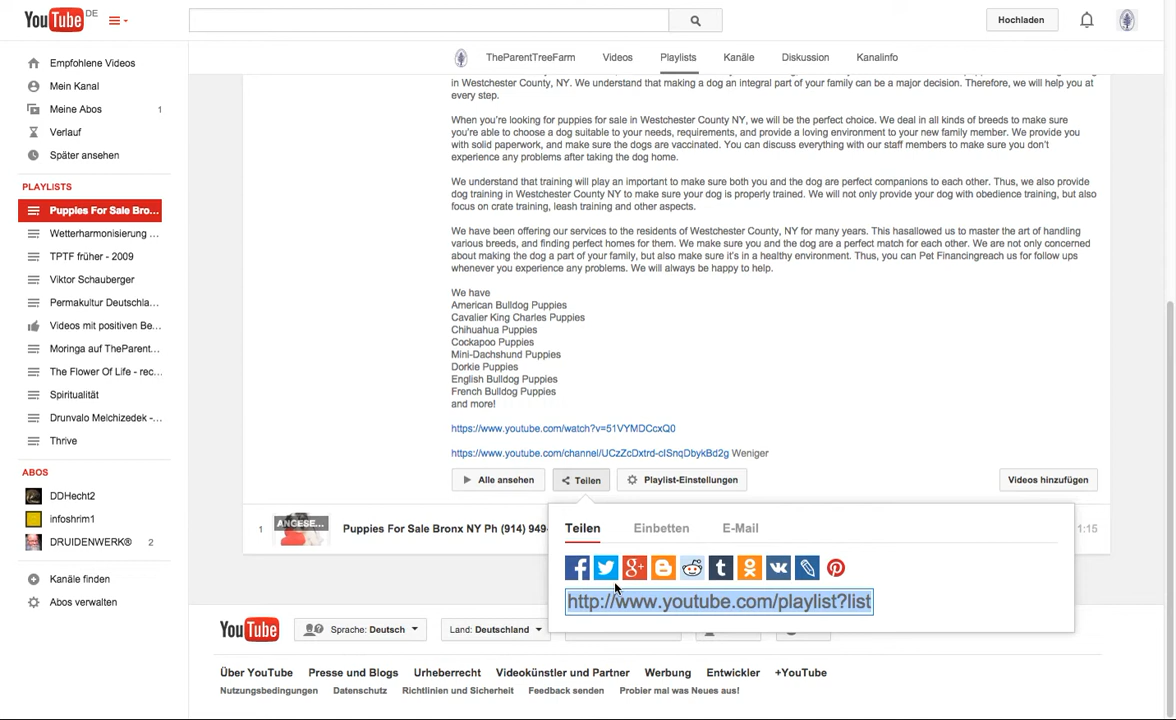 YouTube DE
Hochladen
TheParentTreeFarm Videos Playlists Kanäle Diskussion Kanalinfo
Empfohlene Videos
Mein Kanal
Meine Abos 1
Verlauf
Später ansehen
PLAYLISTS
Puppies For Sale Bro...
Wetterharmonisierung ...
TPTF früher - 2009
Viktor Schauberger
Permakultur Deutschla...
Videos mit positiven Be...
Moringa auf TheParent...
The Flower Of Life - rec...
Spiritualität
Drunvalo Melchizedek -...
Thrive
ABOS
DDHecht2
infoshrim1
DRUIDENWERK® 2
Kanäle finden
Abos verwalten
in Westchester County, NY. We understand that making a dog an integral part of your family can be a major decision. Therefore, we will help you at
every step.
When you're looking for puppies for sale in Westchester County NY, we will be the perfect choice. We deal in all kinds of breeds to make sure
you're able to choose a dog suitable to your needs, requirements, and provide a loving environment to your new family member. We provide you
with solid paperwork, and make sure the dogs are vaccinated. You can discuss everything with our staff members to make sure you don't
experience any problems after taking the dog home.
We understand that training will play an important to make sure both you and the dog are perfect companions to each other. Thus, we also provide
dog training in Westchester County NY to make sure your dog is properly trained. We will not only provide your dog with obedience training, but also
focus on crate training, leash training and other aspects.
We have been offering our services to the residents of Westchester County, NY for many years. This hasallowed us to master the art of handling
various breeds, and finding perfect homes for them. We make sure you and the dog are a perfect match for each other. We are not only concerned
about making the dog a part of your family, but also make sure it's in a healthy environment. Thus, you can Pet Financingreach us for follow ups
whenever you experience any problems. We will always be happy to help.
We have
American Bulldog Puppies
Cavalier King Charles Puppies
Chihuahua Puppies
Cockapoo Puppies
Mini-Dachshund Puppies
Dorkie Puppies
English Bulldog Puppies
French Bulldog Puppies
and more!
https://www.youtube.com/watch?v=51VYMDCcxQ0
https://www.youtube.com/channel/UCzZcDxtrd-cISnqDbykBd2g Weniger
Alle ansehen Teilen Playlist-Einstellungen Videos hinzufügen
1 ANGESE... Puppies For Sale Bronx NY Ph (914) 949- 1:15
Teilen Einbetten E-Mail
http://www.youtube.com/playlist?list
YouTube Sprache: Deutsch Land: Deutschland
Über YouTube Presse und Blogs Urheberrecht Videokünstler und Partner Werbung Entwickler +YouTube
Nutzungsbedingungen Datenschutz Richtlinien und Sicherheit Feedback senden Probier mal was Neues aus!